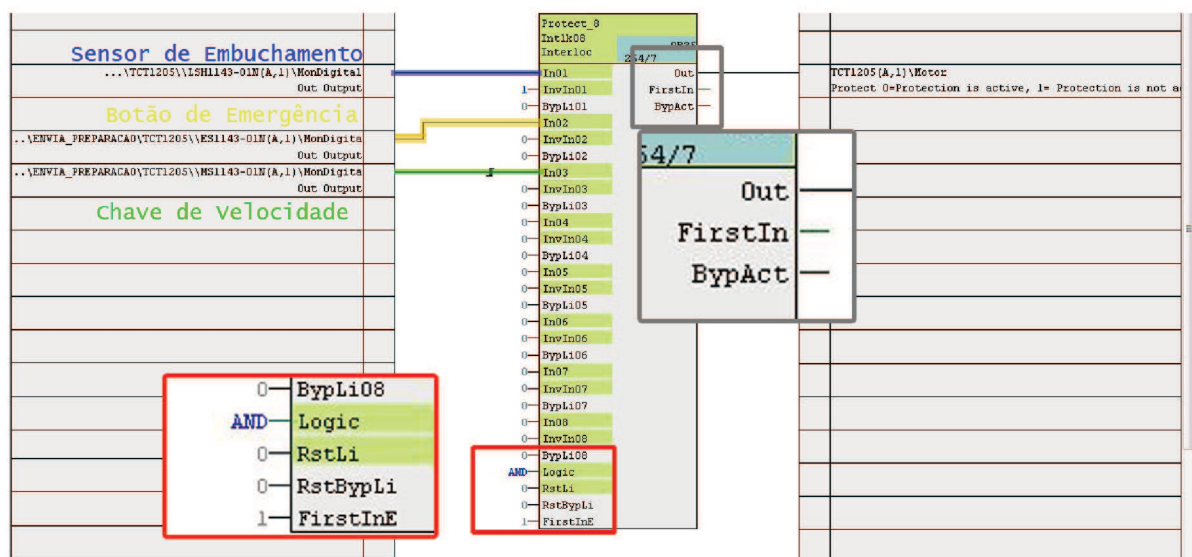 Sensor de Embuchamento
...\TCT1205\\LSH1143-01N(A,1)\MonDigital
Out Output
Botão de Emergência
..\ENVIA_PREPARACAO\TCT1205\\ES1143-01N(A,1)\MonDigita
Out Output
..\ENVIA_PREPARACAO\TCT1205\\MS1143-01N(A,1)\MonDigita
Out Output
Chave de Velocidade
Protect_8
Intlk08
Interloc
254/7
In01
1 InvIn01
0 BypLi01
In02
0 InvIn02
0 BypLi02
In03
0 InvIn03
0 BypLi03
0 In04
0 InvIn04
0 BypLi04
0 In05
0 InvIn05
0 BypLi05
0 In06
0 InvIn06
0 BypLi06
0 In07
0 InvIn07
0 BypLi07
0 In08
0 InvIn08
0 BypLi08
AND Logic
0 RstLi
0 RstBypLi
1 FirstInE
Out
FirstIn
BypAct
TCT1205(A,1)\Motor
Protect 0=Protection is active, 1= Protection is not a
54/7
Out
FirstIn
BypAct
0 BypLi08
AND Logic
0 RstLi
0 RstBypLi
1 FirstInE